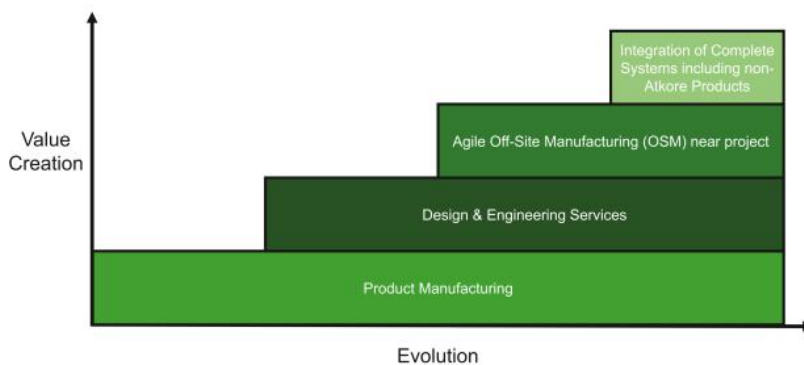 Integration of Complete
Systems including non-
Atkore Products
Agile Off-Site Manufacturing (OSM) near project
Value
Creation
Design & Engineering Services
Product Manufacturing
Evolution